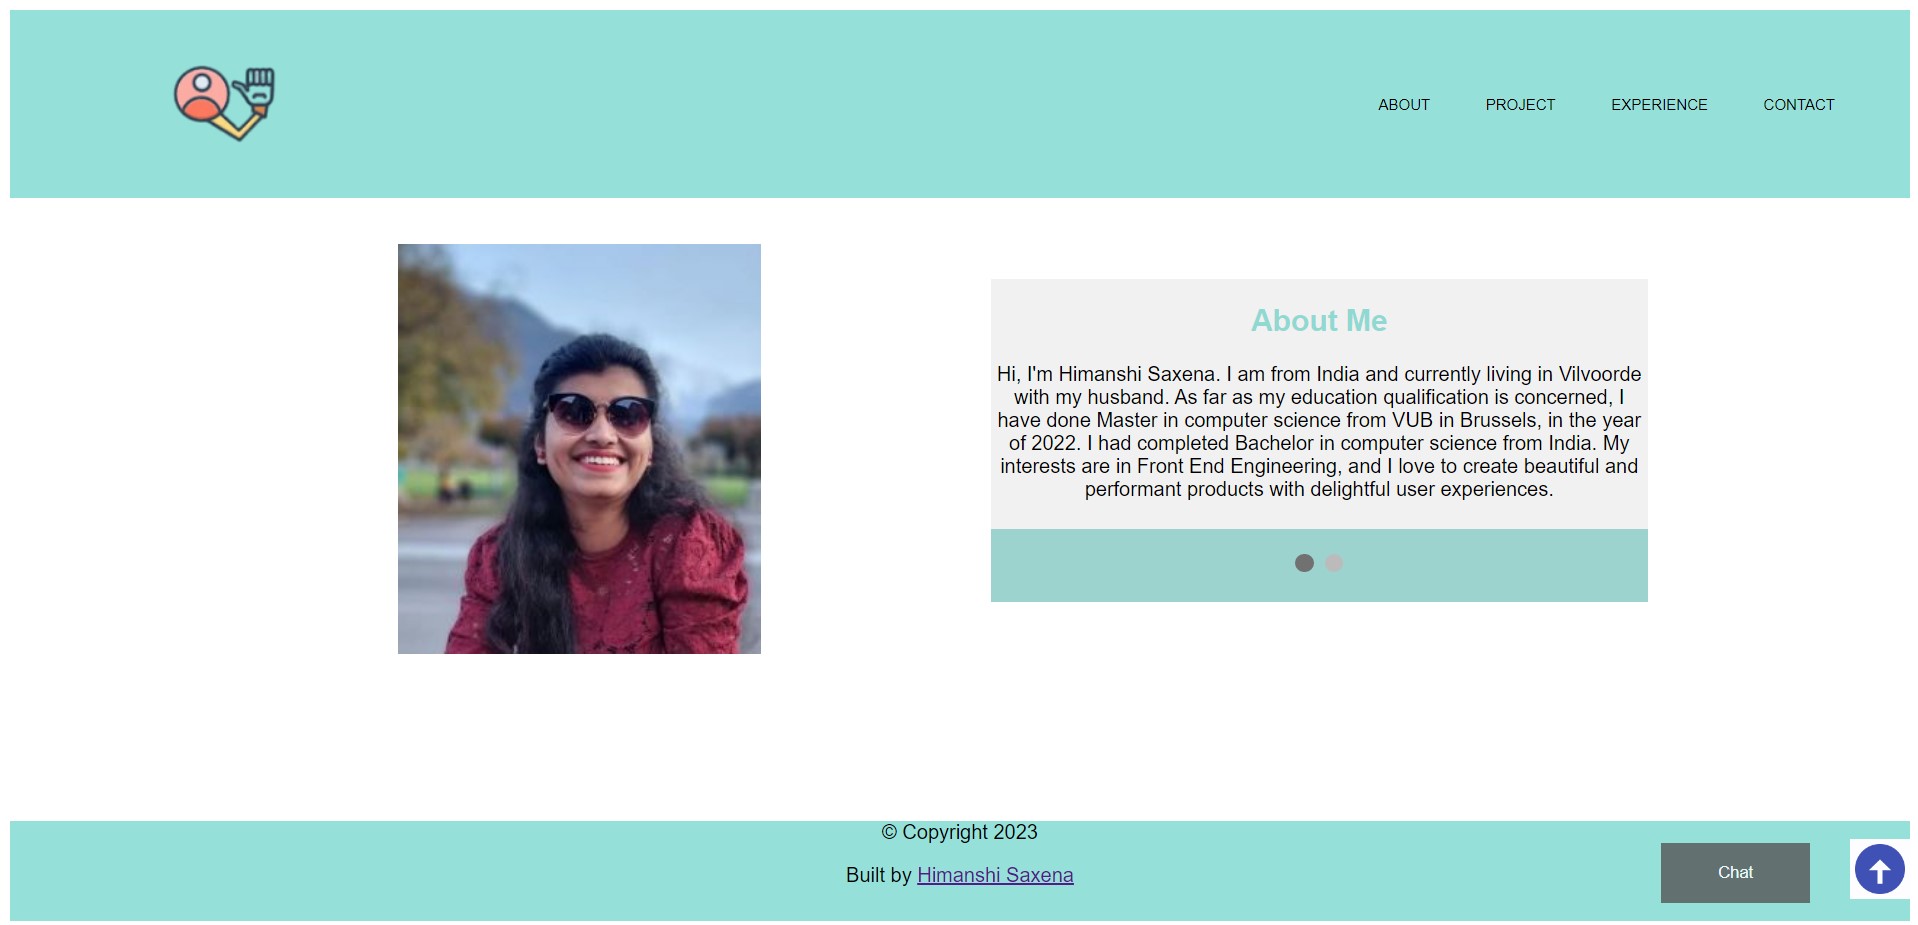 ABOUT PROJECT EXPERIENCE CONTACT
About Me
Hi, I'm Himanshi Saxena. I am from India and currently living in Vilvoorde
with my husband. As far as my education qualification is concerned, I
have done Master in computer science from VUB in Brussels, in the year
of 2022. I had completed Bachelor in computer science from India. My
interests are in Front End Engineering, and I love to create beautiful and
performant products with delightful user experiences.
© Copyright 2023
Built by Himanshi Saxena
Chat